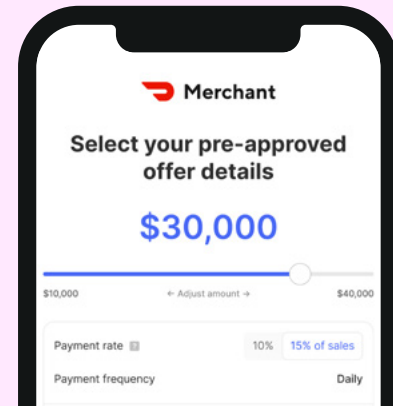 Merchant
Select your pre-approved
offer details
$30,000
$10,000 ← Adjust amount → $40,000
Payment rate ? 10% 15% of sales
Payment frequency Daily